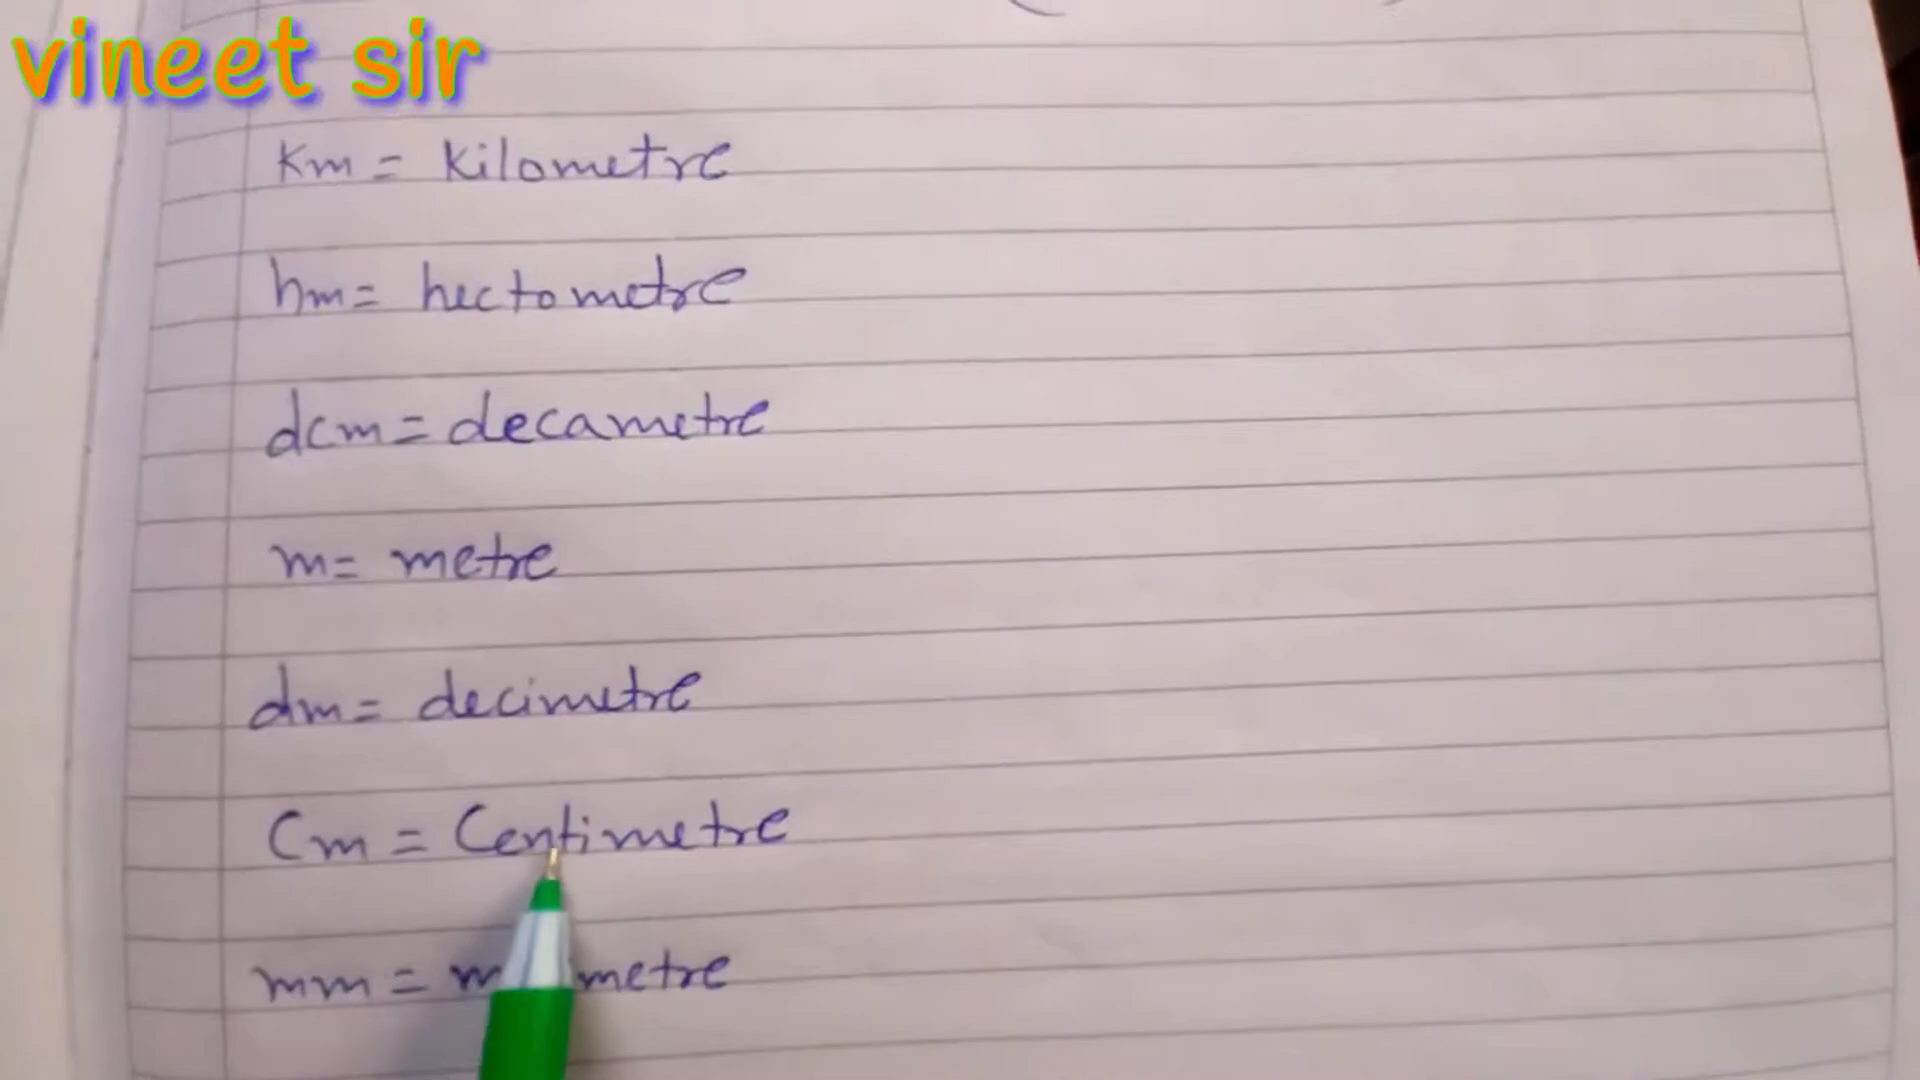 vineet sir
Km = Kilometre
hm = hectometre
dcm = decametre
m = metre
dm = decimetre
Cm = Centimetre
mm =